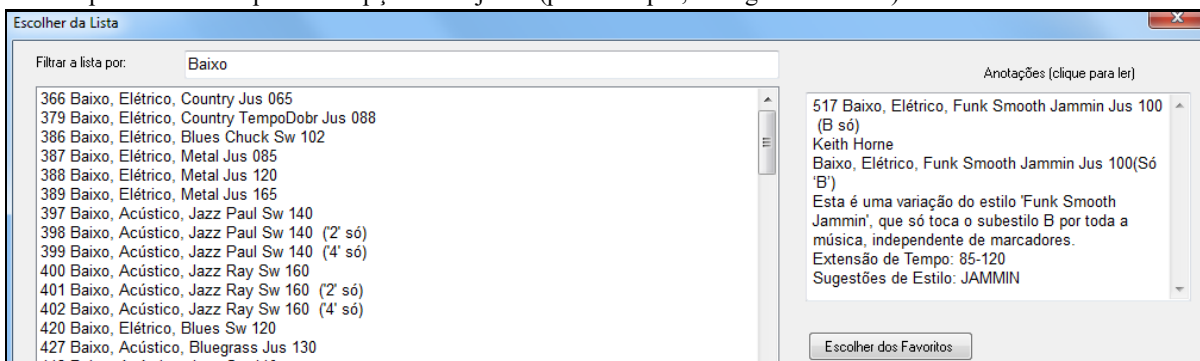 Escolher da Lista
Filtrar a lista por:
Baixo
366 Baixo, Elétrico, Country Jus 065
379 Baixo, Elétrico, Country TempoDobr Jus 088
386 Baixo, Elétrico, Blues Chuck Sw 102
387 Baixo, Elétrico, Metal Jus 085
388 Baixo, Elétrico, Metal Jus 120
389 Baixo, Elétrico, Metal Jus 165
397 Baixo, Acústico, Jazz Paul Sw 140
398 Baixo, Acústico, Jazz Paul Sw 140 ('2' só)
399 Baixo, Acústico, Jazz Paul Sw 140 ('4' só)
400 Baixo, Acústico, Jazz Ray Sw 160
401 Baixo, Acústico, Jazz Ray Sw 160 ('2' só)
402 Baixo, Acústico, Jazz Ray Sw 160 ('4' só)
420 Baixo, Elétrico, Blues Sw 120
427 Baixo, Acústico, Bluegrass Jus 130
Anotações (clique para ler)
517 Baixo, Elétrico, Funk Smooth Jammin Jus 100
(B só)
Keith Horne
Baixo, Elétrico, Funk Smooth Jammin Jus 100(Só
'B')
Esta é uma variação do estilo 'Funk Smooth
Jammin', que só toca o subestilo B por toda a
música, independente de marcadores.
Extensão de Tempo: 85-120
Sugestões de Estilo: JAMMIN
Escolher dos Favoritos